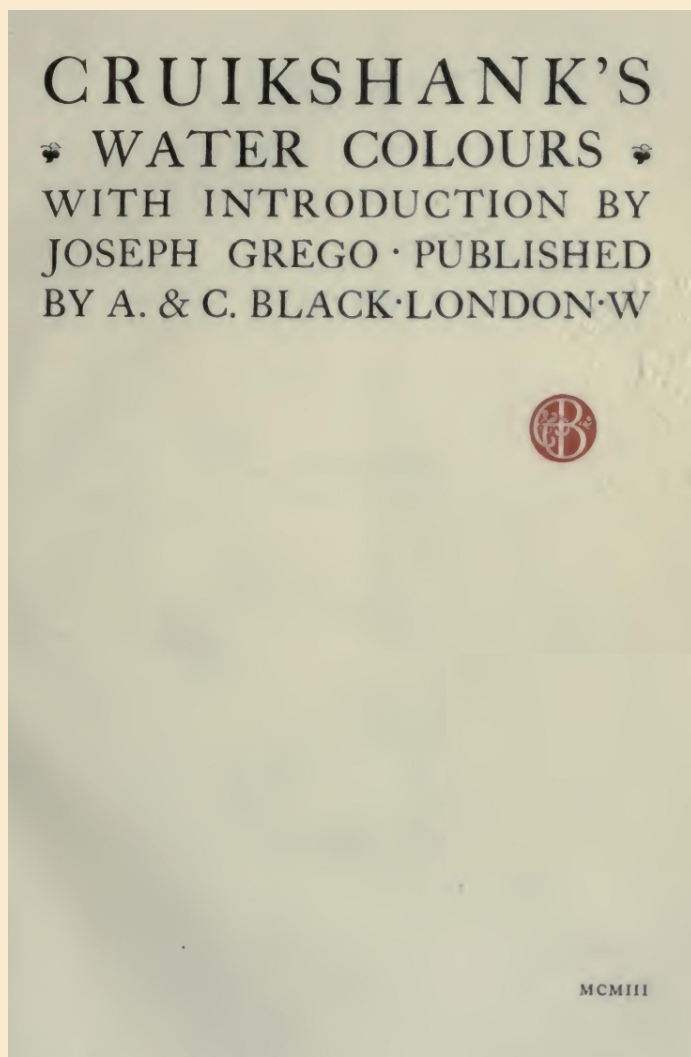 CRUIKSHANK'S
WATER COLOURS
WITH INTRODUCTION BY
JOSEPH GREGO · PUBLISHED
BY A. & C. BLACK·LONDON·W
MCMIII